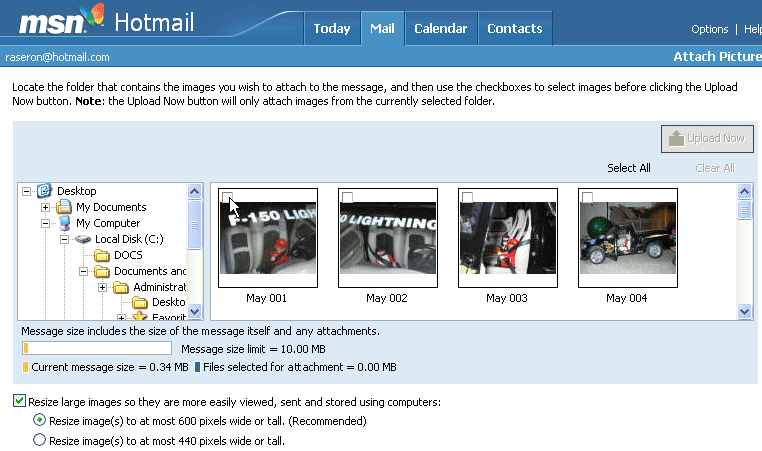 msn Hotmail
Today Mail Calendar Contacts
Options | Help
raseron@hotmail.com
Attach Picture
Locate the folder that contains the images you wish to attach to the message, and then use the checkboxes to select images before clicking the Upload
Now button. Note: the Upload Now button will only attach images from the currently selected folder.
Upload Now
Select All Clear All
Desktop
My Documents
My Computer
Local Disk (C:)
DOCS
Documents and
Administrat
Deskto
Favorit
F-150 LIGH
0 LIGHTNING
May 001 May 002 May 003 May 004
Message size includes the size of the message itself and any attachments.
Message size limit = 10.00 MB
Current message size = 0.34 MB Files selected for attachment = 0.00 MB
Resize large images so they are more easily viewed, sent and stored using computers:
Resize image(s) to at most 600 pixels wide or tall. (Recommended)
Resize image(s) to at most 440 pixels wide or tall.